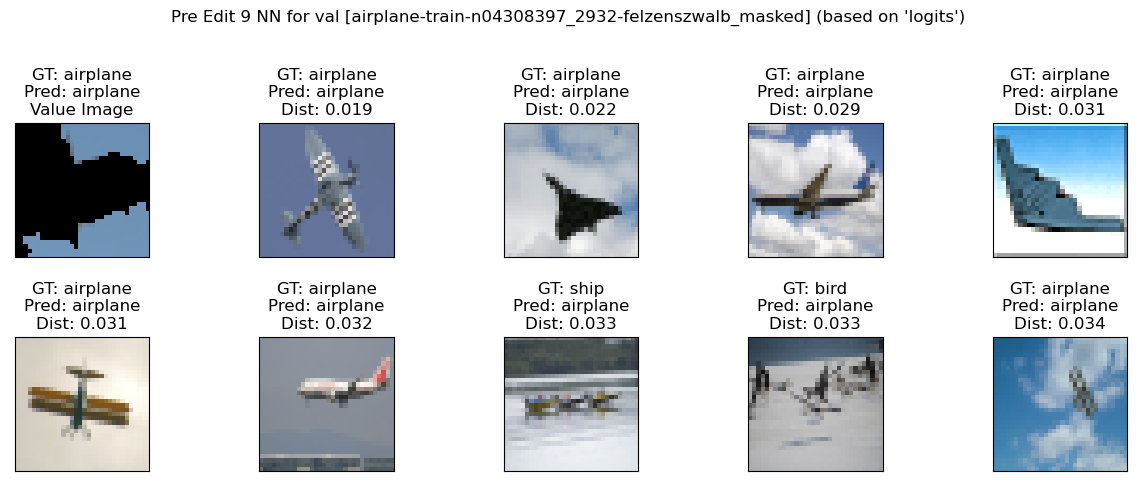 Pre Edit 9 NN for val [airplane-train-n04308397_2932-felzenszwalb_masked] (based on 'logits')
GT: airplane
Pred: airplane
Value Image
GT: airplane
Pred: airplane
Dist: 0.019
GT: airplane
Pred: airplane
Dist: 0.022
GT: airplane
Pred: airplane
Dist: 0.029
GT: airplane
Pred: airplane
Dist: 0.031
GT: airplane
Pred: airplane
Dist: 0.031
GT: airplane
Pred: airplane
Dist: 0.032
GT: ship
Pred: airplane
Dist: 0.033
GT: bird
Pred: airplane
Dist: 0.033
GT: airplane
Pred: airplane
Dist: 0.034